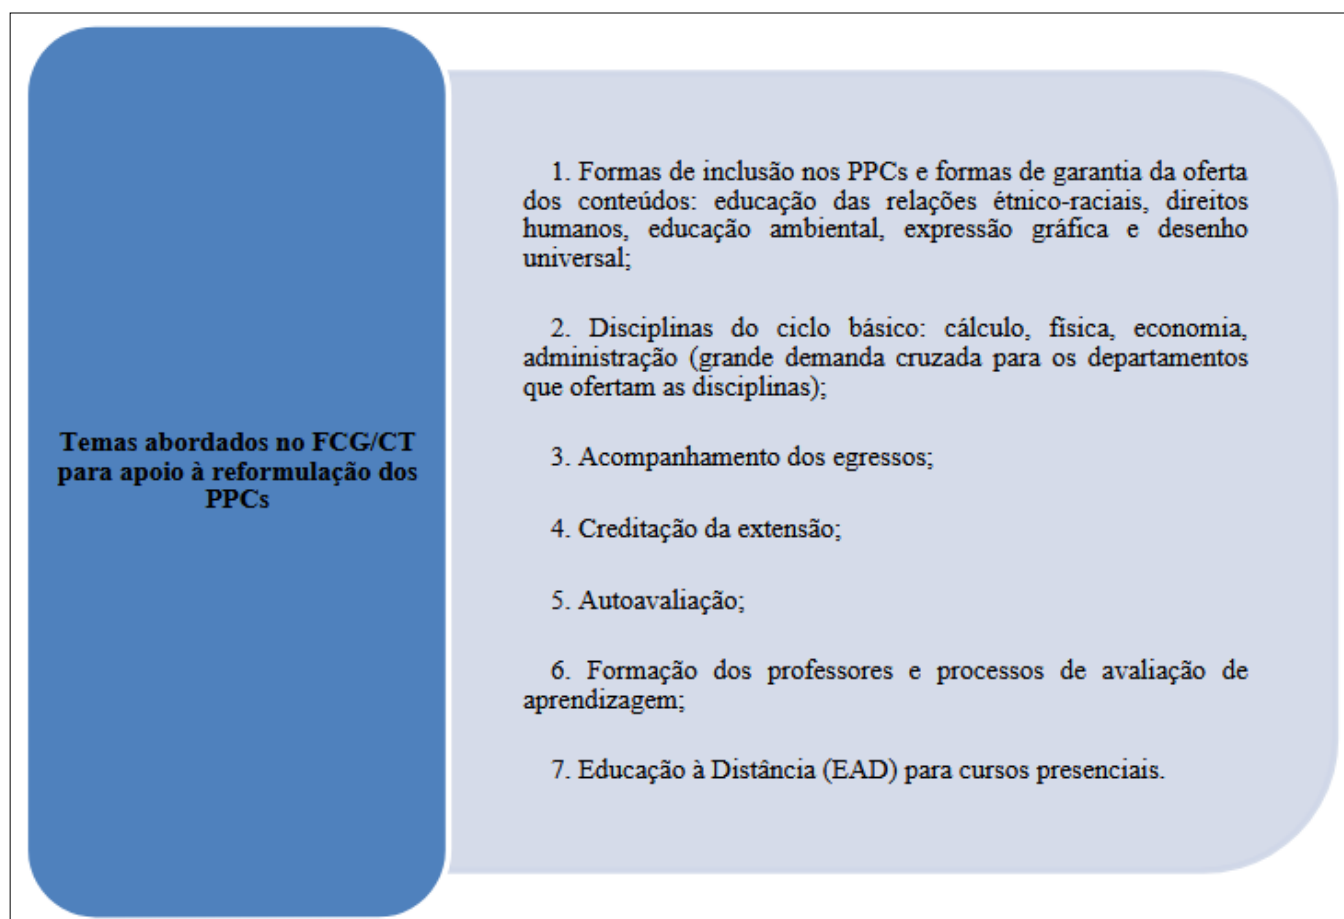 Temas abordados no FCG/CT
para apoio à reformulação dos
PPCs
1. Formas de inclusão nos PPCs e formas de garantia da oferta
dos conteúdos: educação das relações étnico-raciais, direitos
humanos, educação ambiental, expressão gráfica e desenho
universal;
2. Disciplinas do ciclo básico: cálculo, física, economia,
administração (grande demanda cruzada para os departamentos
que ofertam as disciplinas);
3. Acompanhamento dos egressos;
4. Creditação da extensão;
5. Autoavaliação;
6. Formação dos professores e processos de avaliação de
aprendizagem;
7. Educação à Distância (EAD) para cursos presenciais.